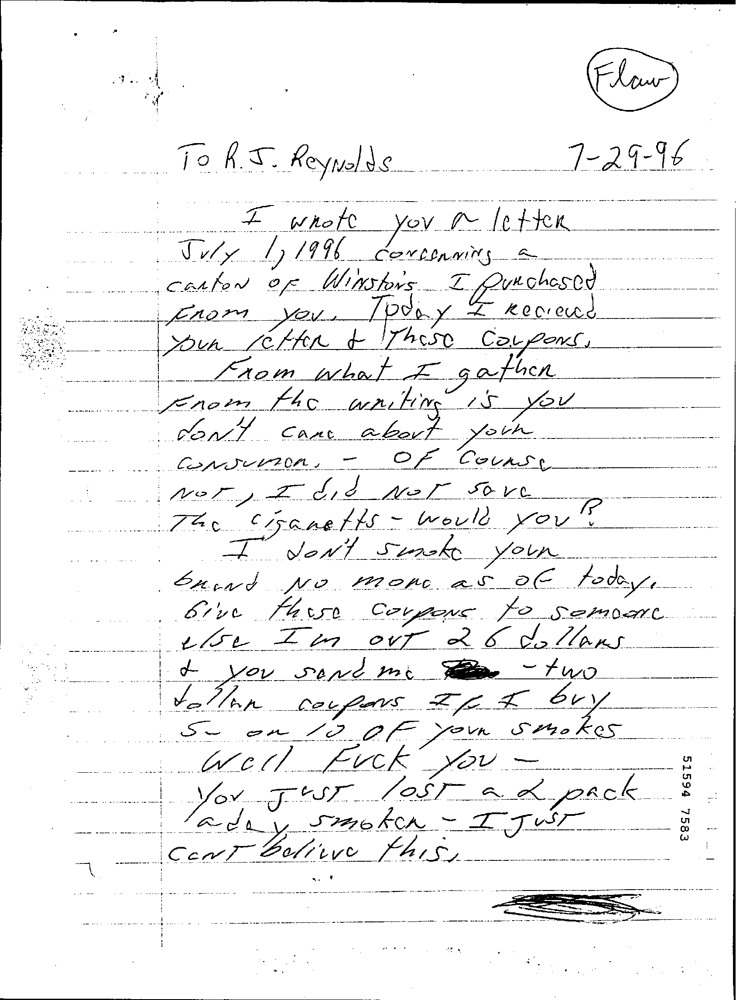 Flaw
To R.J. Reynolds 7-29-96
I wrote you a letter
July 1, 1996 concerning a
carton of Winston's I purchased
From you. Today I recieved
your letter & These Coupons.
From what I gather
From the writing is you
don't care about your
consumer. - OF Course
NOT, I did NOT save
The cigaretts - would you?
I don't smoke your
brand No more as of today.
Give these coupons to someone
else Im out 26 dollars
& you send me - two
dollar coupons IF I buy
5 - or 10 OF your smokes
Well Fuck You -
You Just lost a 2 pack
a day smoker - I Just
Cant belive this.
51594 7583